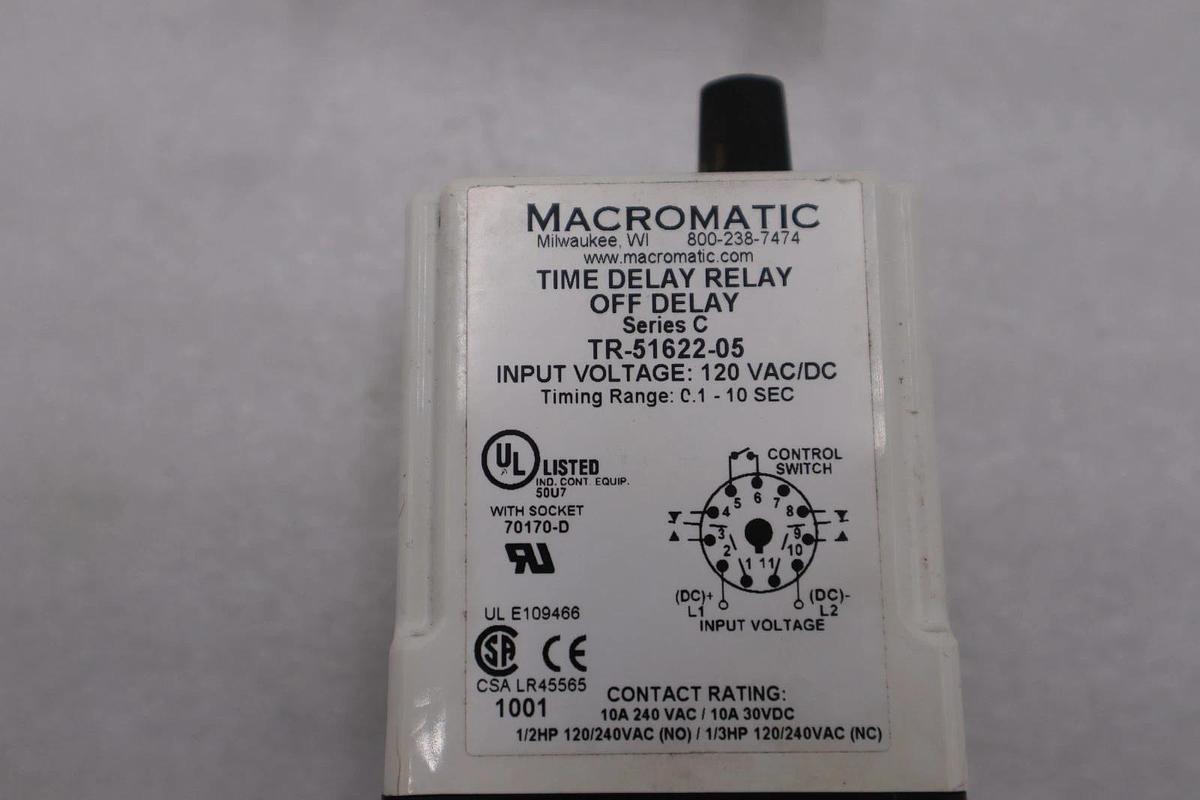 MACROMATIC
Milwaukee, WI 800-238-7474
www.macromatic.com
TIME DELAY RELAY
OFF DELAY
Series C
TR-51622-05
INPUT VOLTAGE: 120 VAC/DC
Timing Range: 0.1 - 10 SEC
UL LISTED
IND. CONT. EQUIP.
50U7
WITH SOCKET
70170-D
RU
UL E109466
SA CE
CSA LR45565
1001
CONTROL
SWITCH
5 6 7
4 8
3 9
2 10
1 11
(DC)+ (DC)-
L1 L2
INPUT VOLTAGE
CONTACT RATING:
10A 240 VAC / 10A 30VDC
1/2HP 120/240VAC (NO) / 1/3HP 120/240VAC (NC)